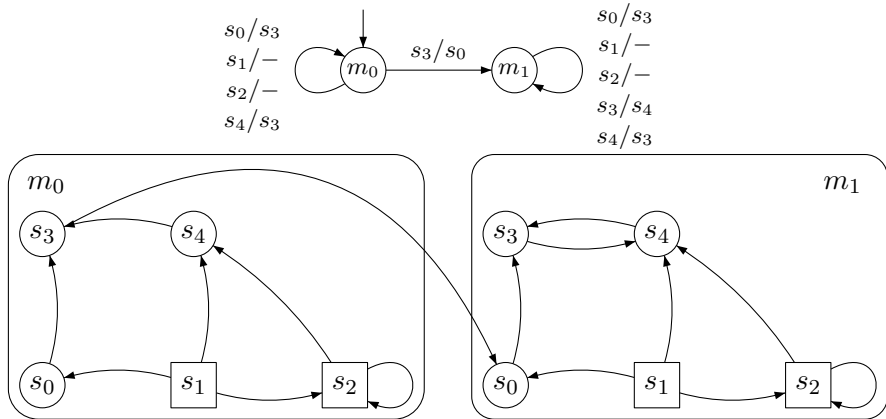 s₀/s₃
s₁/−
s₂/−
s₄/s₃
m₀
s₃/s₀
m₁
s₀/s₃
s₁/−
s₂/−
s₃/s₄
s₄/s₃
m₀
s₃
s₄
s₀
s₁
s₂
m₁
s₃
s₄
s₀
s₁
s₂